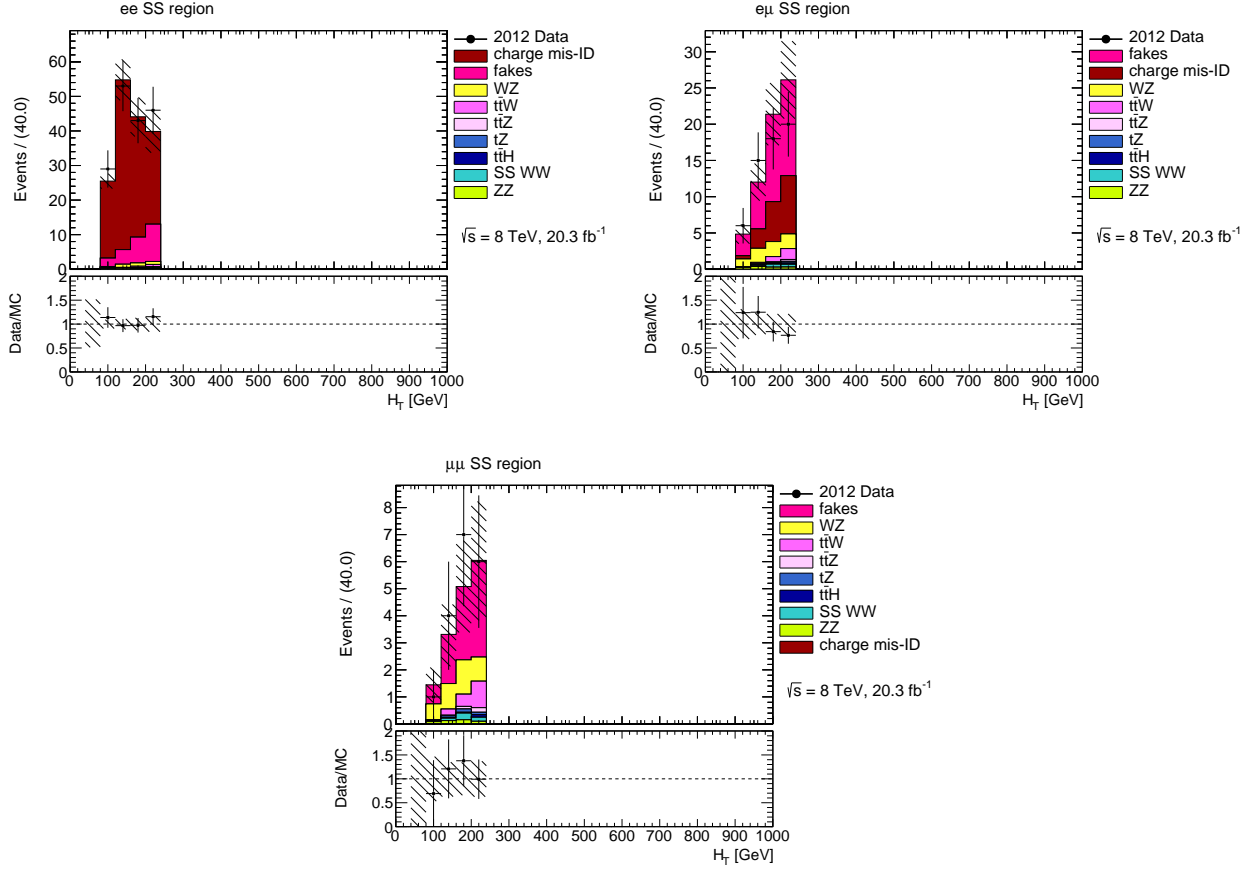 ee SS region
Events / (40.0)
60
50
40
30
20
10
0
2012 Data
charge mis-ID
fakes
WZ
tt̄W
tt̄Z
tZ
tt̄H
SS WW
ZZ
√s = 8 TeV, 20.3 fb⁻¹
Data/MC
2
1.5
1
0.5
0
0 100 200 300 400 500 600 700 800 900 1000
H_T [GeV]
eμ SS region
Events / (40.0)
30
25
20
15
10
5
0
2012 Data
fakes
charge mis-ID
WZ
tt̄W
tt̄Z
tZ
tt̄H
SS WW
ZZ
√s = 8 TeV, 20.3 fb⁻¹
Data/MC
2
1.5
1
0.5
0
0 100 200 300 400 500 600 700 800 900 1000
H_T [GeV]
μμ SS region
Events / (40.0)
8
7
6
5
4
3
2
1
0
2012 Data
fakes
WZ
tt̄W
tt̄Z
tZ
tt̄H
SS WW
ZZ
charge mis-ID
√s = 8 TeV, 20.3 fb⁻¹
Data/MC
2
1.5
1
0.5
0
0 100 200 300 400 500 600 700 800 900 1000
H_T [GeV]